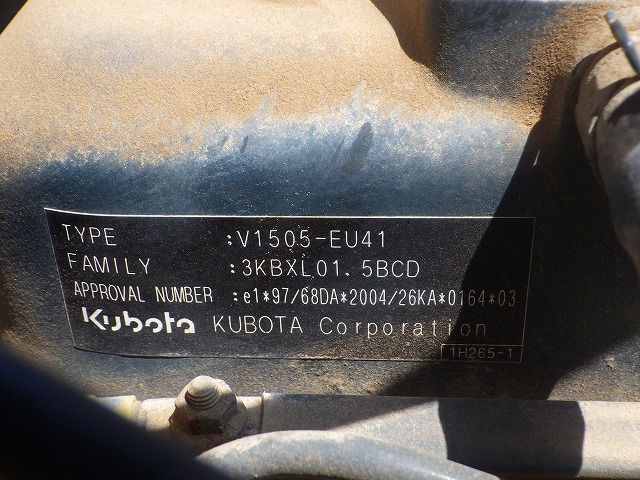 TYPE :V1505-EU41
FAMILY :3KBXL01.5BCD
APPROVAL NUMBER :e1*97/68DA*2004/26KA*0164*03
Kubota KUBOTA Corporation
1H265-1